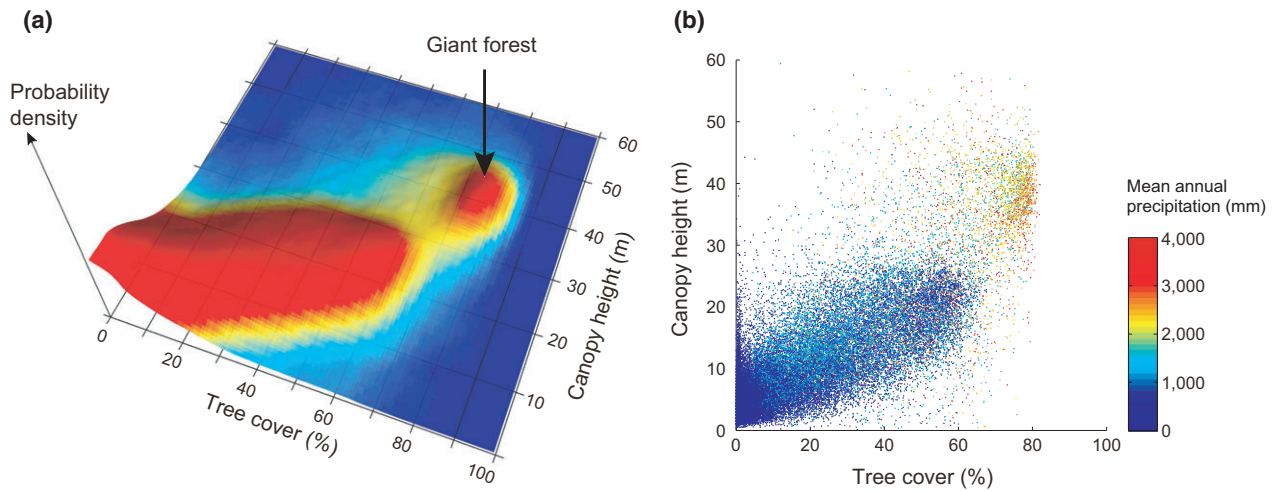 (a)
Giant forest
Probability
density
0
20
40
60
80
100
Tree cover (%)
10
20
30
40
50
60
Canopy height (m)
(b)
60
50
40
30
20
10
0
Canopy height (m)
0
20
40
60
80
100
Tree cover (%)
Mean annual
precipitation (mm)
4,000
3,000
2,000
1,000
0